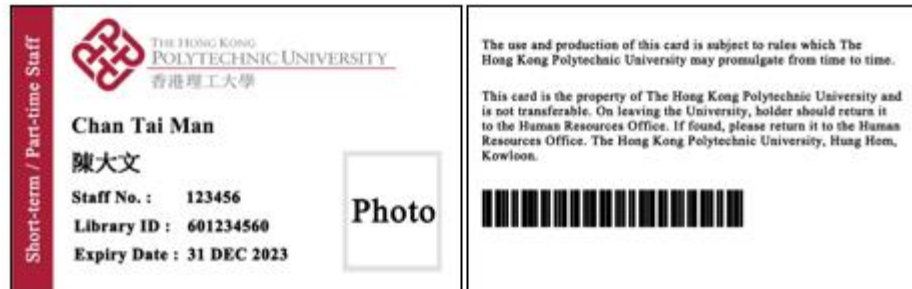 Short-term / Part-time Staff
THE HONG KONG
POLYTECHNIC UNIVERSITY
香港理工大學
Chan Tai Man
陳大文
Staff No. : 123456
Library ID : 601234560
Expiry Date : 31 DEC 2023
Photo
The use and production of this card is subject to rules which The
Hong Kong Polytechnic University may promulgate from time to time.
This card is the property of The Hong Kong Polytechnic University and
is not transferable. On leaving the University, holder should return it
to the Human Resources Office. If found, please return it to the Human
Resources Office. The Hong Kong Polytechnic University, Hung Hom,
Kowloon.